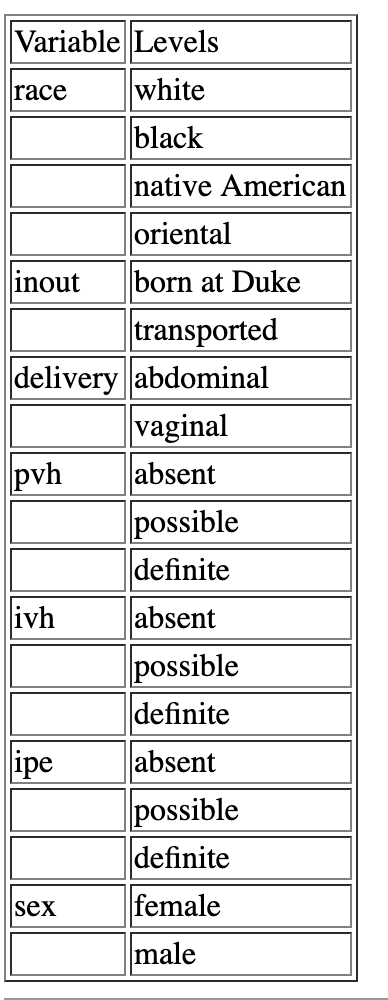 Variable Levels
race white
black
native American
oriental
inout born at Duke
transported
delivery abdominal
vaginal
pvh absent
possible
definite
ivh absent
possible
definite
ipe absent
possible
definite
sex female
male